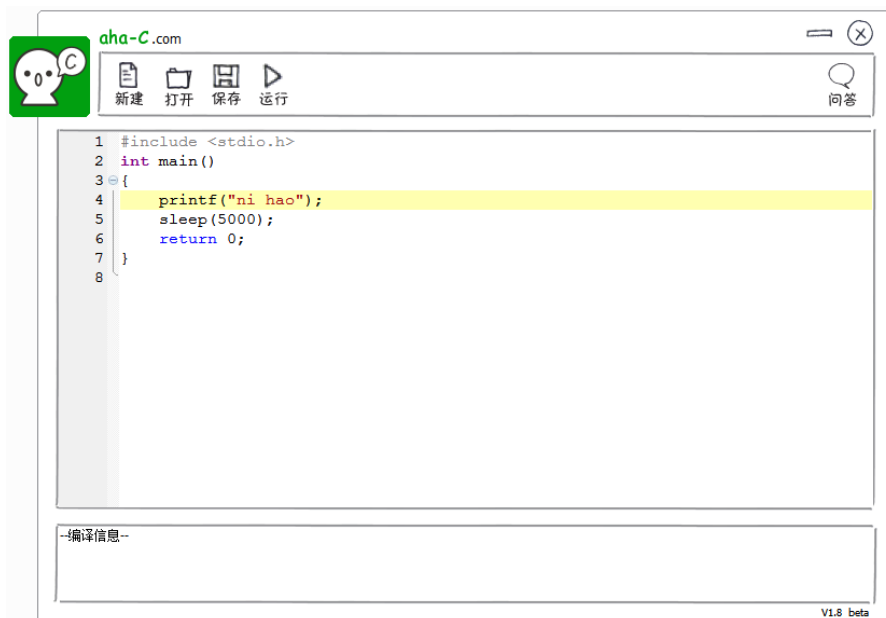 aha-C.com
C
新建 打开 保存 运行 问答
1 #include <stdio.h>
2 int main()
3 {
4     printf("ni hao");
5     sleep(5000);
6     return 0;
7 }
8
--编译信息--
V1.8 beta